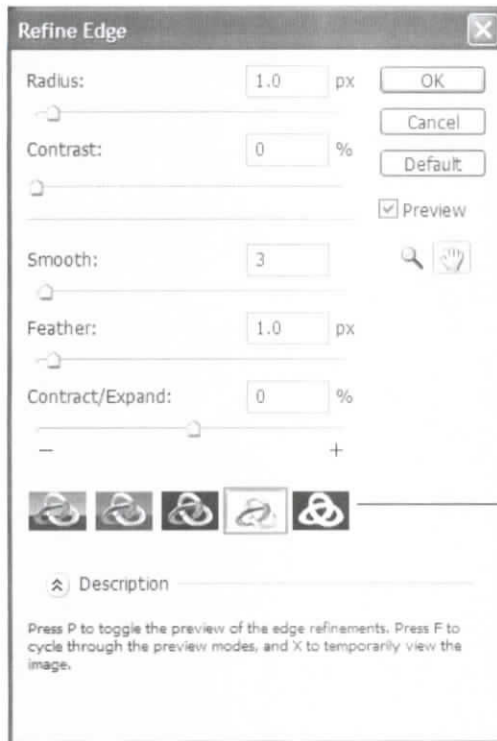 Refine Edge
Radius: 1.0 px
OK
Cancel
Contrast: 0 %
Default
Preview
Smooth: 3
Feather: 1.0 px
Contract/Expand: 0 %
− +
Description
Press P to toggle the preview of the edge refinements. Press F to
cycle through the preview modes, and X to temporarily view the
image.